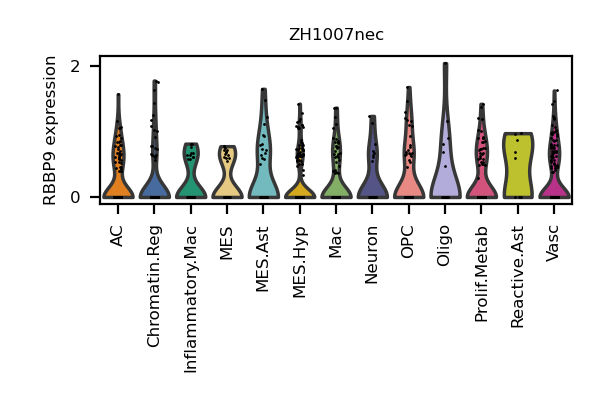 ZH1007nec
RBBP9 expression
2
0
AC
Chromatin.Reg
Inflammatory.Mac
MES
MES.Ast
MES.Hyp
Mac
Neuron
OPC
Oligo
Prolif.Metab
Reactive.Ast
Vasc